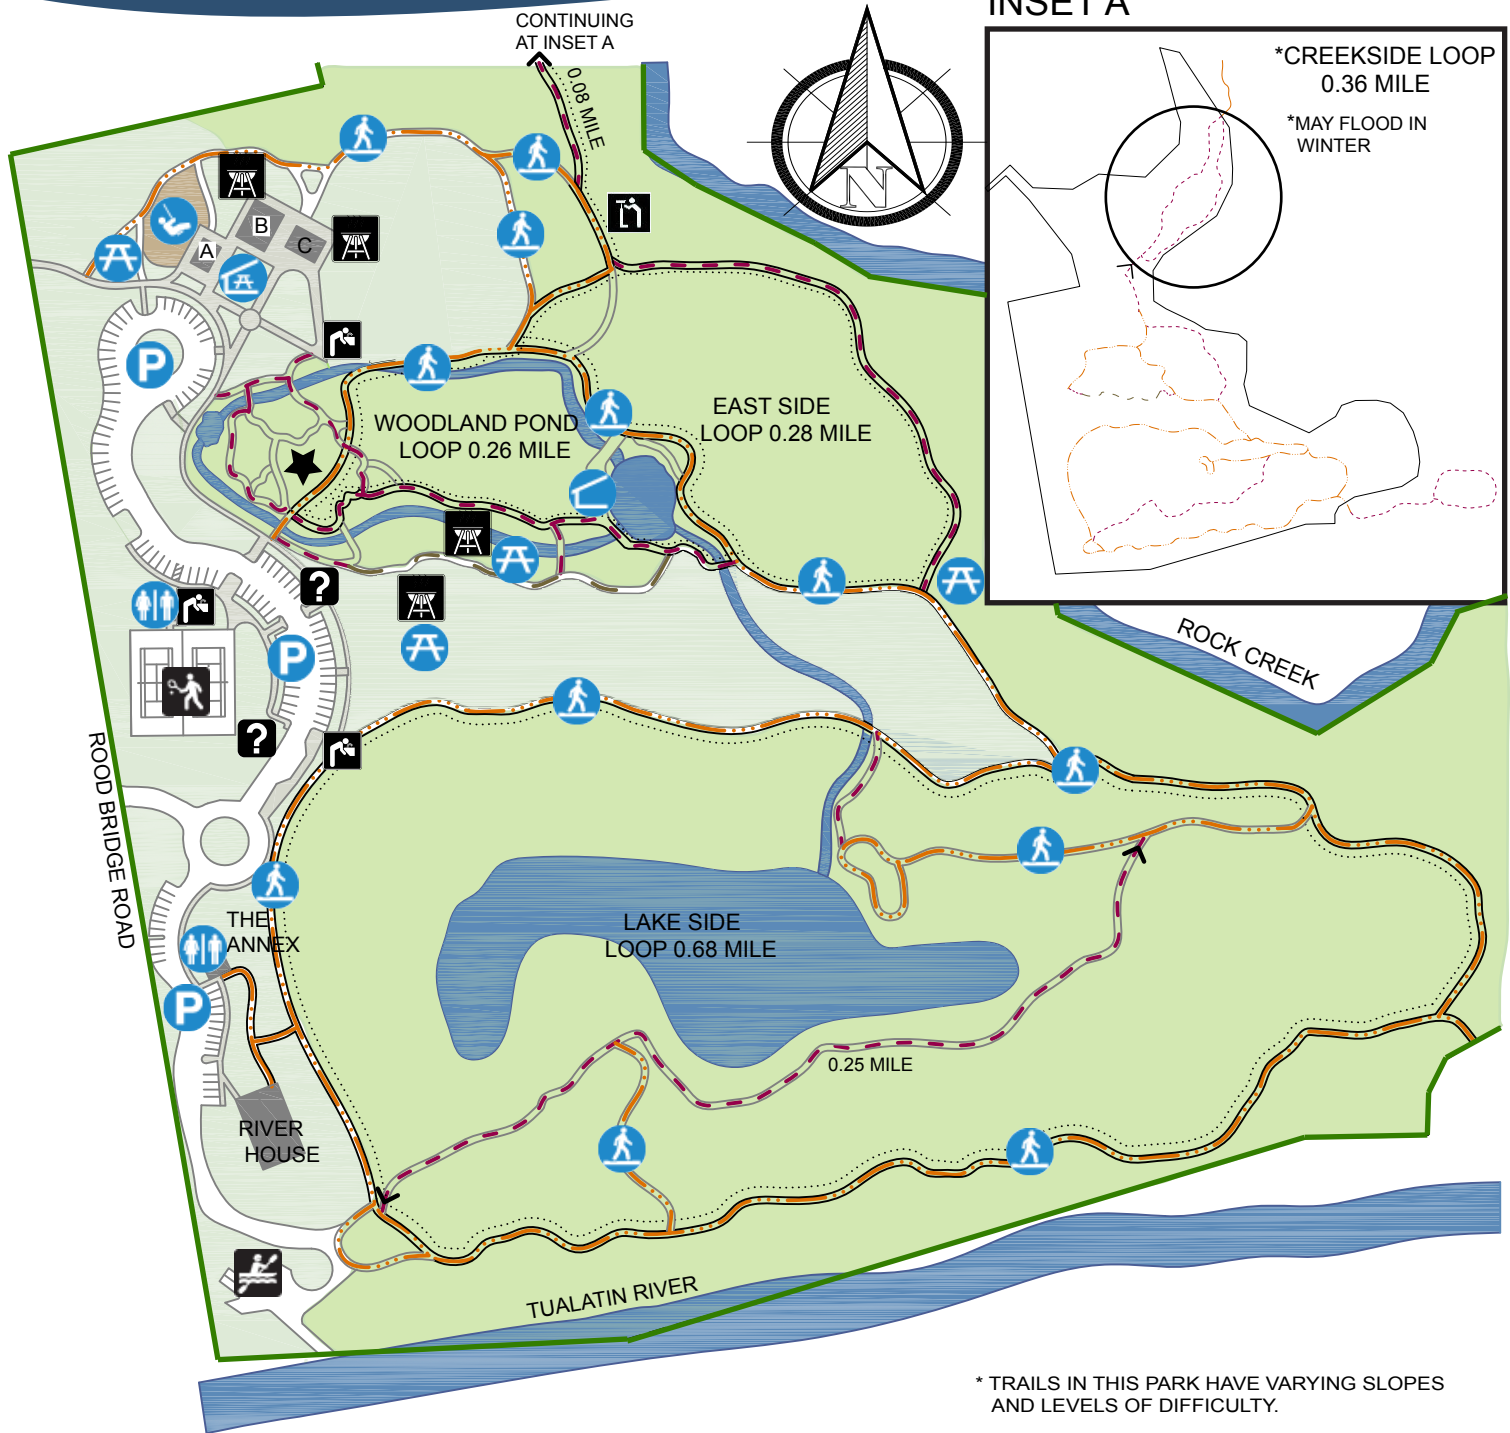 INSET A
CONTINUING
AT INSET A
0.08 MILE
*CREEKSIDE LOOP
0.36 MILE
*MAY FLOOD IN
WINTER
N
B
A
C
P
WOODLAND POND
LOOP 0.26 MILE
EAST SIDE
LOOP 0.28 MILE
?
P
?
ROCK CREEK
ROOD BRIDGE ROAD
THE
ANNEX
P
LAKE SIDE
LOOP 0.68 MILE
0.25 MILE
RIVER
HOUSE
TUALATIN RIVER
* TRAILS IN THIS PARK HAVE VARYING SLOPES
AND LEVELS OF DIFFICULTY.